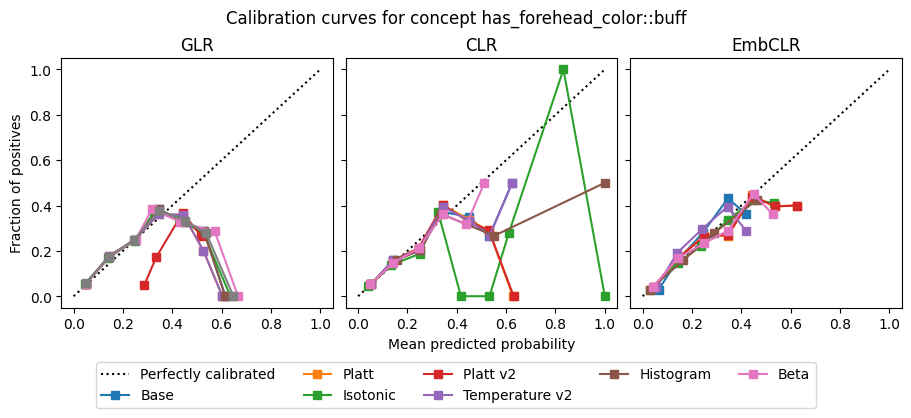 Calibration curves for concept has_forehead_color::buff
GLR
CLR
EmbCLR
Fraction of positives
1.0
0.8
0.6
0.4
0.2
0.0
0.0 0.2 0.4 0.6 0.8 1.0
0.0 0.2 0.4 0.6 0.8 1.0
0.0 0.2 0.4 0.6 0.8 1.0
Mean predicted probability
Perfectly calibrated
Base
Platt
Isotonic
Platt v2
Temperature v2
Histogram
Beta